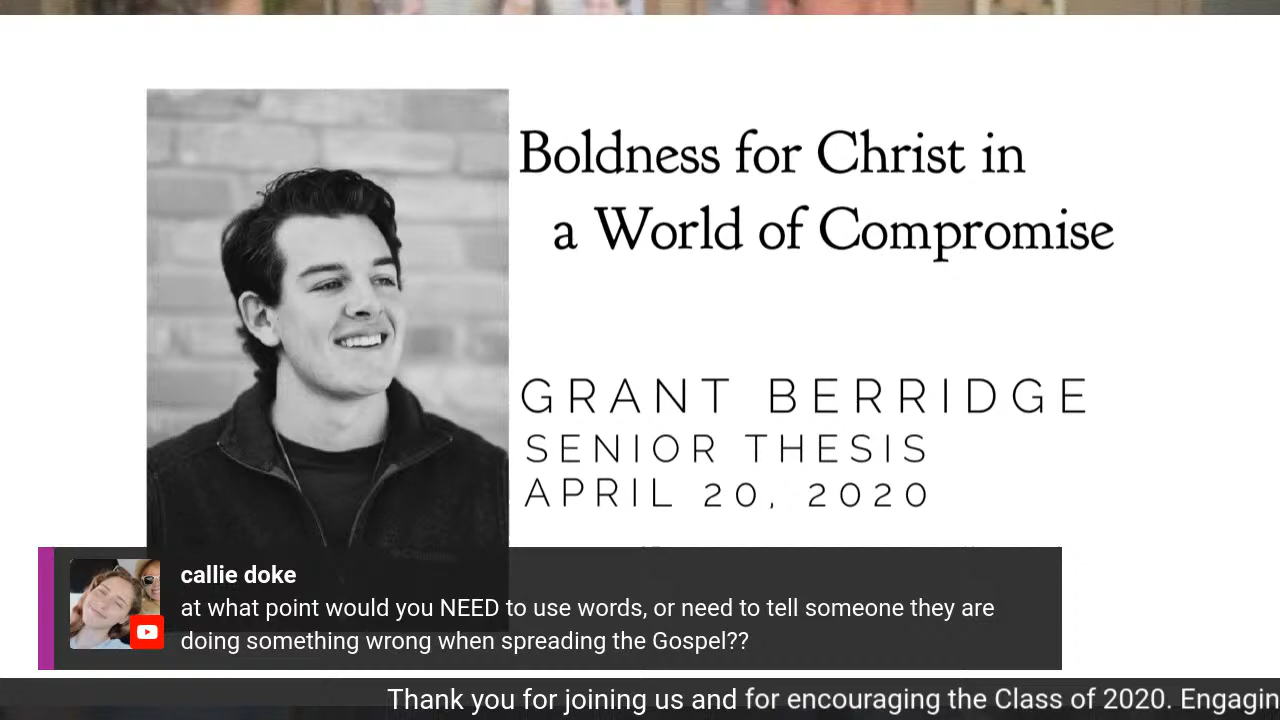 Boldness for Christ in
a World of Compromise
GRANT BERRIDGE
SENIOR THESIS
APRIL 20, 2020
callie doke
at what point would you NEED to use words, or need to tell someone they are
doing something wrong when spreading the Gospel??
Thank you for joining us and for encouraging the Class of 2020. Engagin